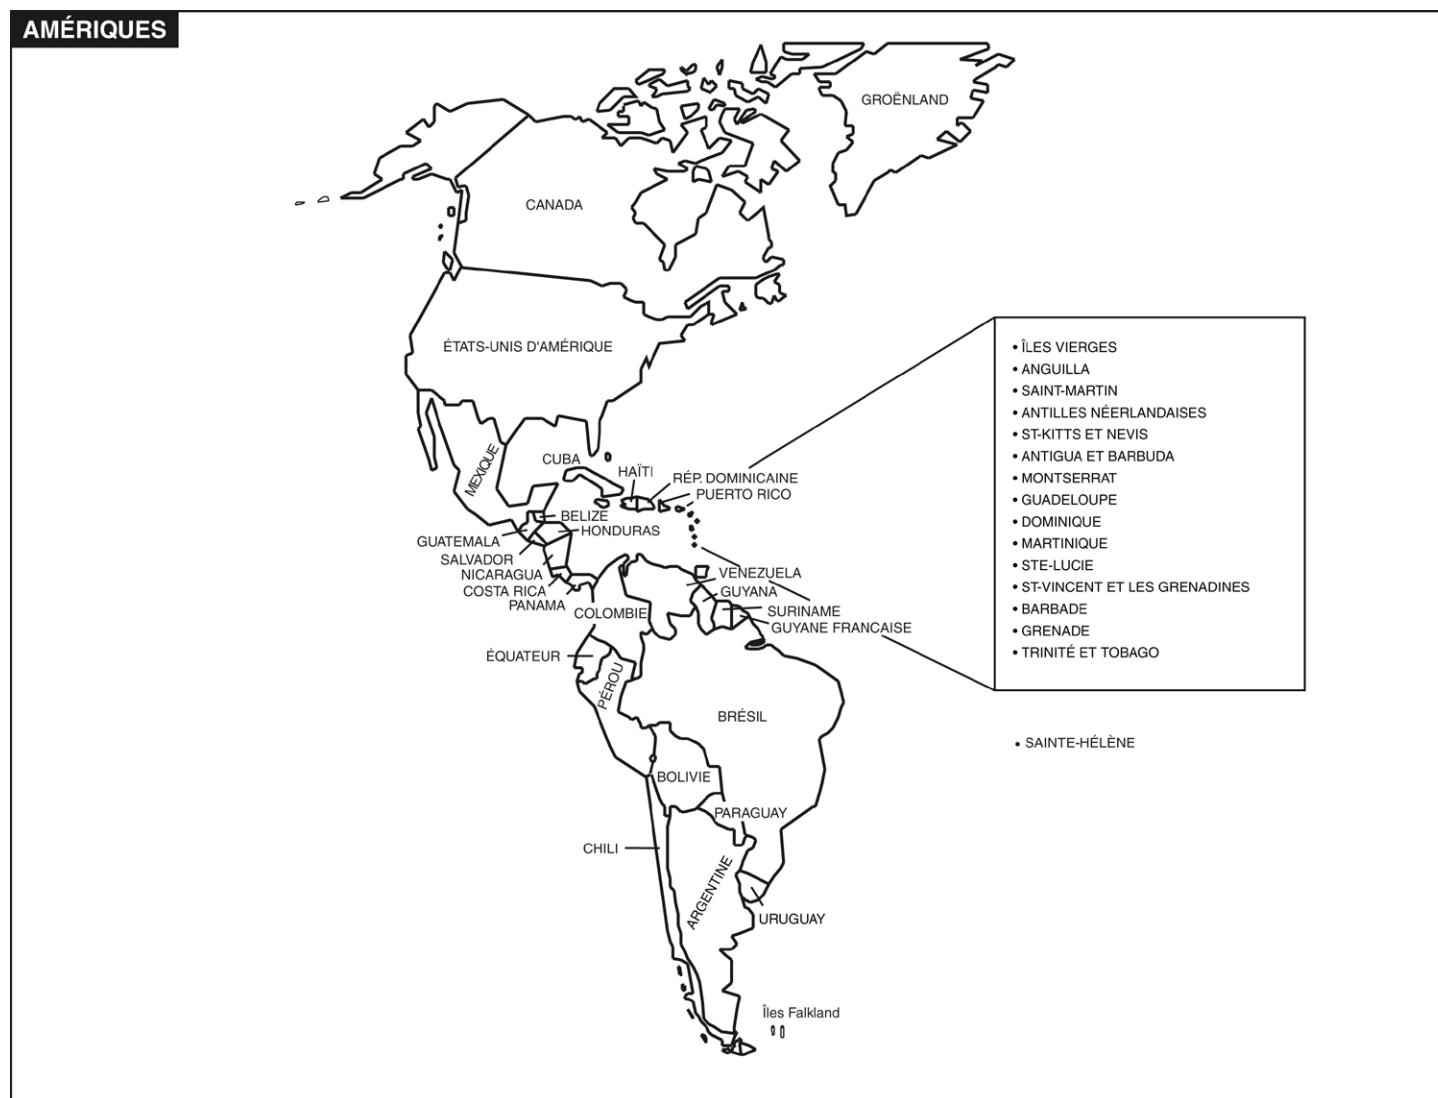 AMÉRIQUES
GROËNLAND
CANADA
ÉTATS-UNIS D'AMÉRIQUE
MEXIQUE
CUBA
HAÏTI
RÉP. DOMINICAINE
PUERTO RICO
BELIZE
HONDURAS
GUATEMALA
SALVADOR
NICARAGUA
COSTA RICA
PANAMA
VENEZUELA
GUYANA
COLOMBIE
SURINAME
GUYANE FRANCAISE
ÉQUATEUR
PÉROU
BRÉSIL
BOLIVIE
PARAGUAY
CHILI
ARGENTINE
URUGUAY
Îles Falkland
• ÎLES VIERGES
• ANGUILLA
• SAINT-MARTIN
• ANTILLES NÉERLANDAISES
• ST-KITTS ET NEVIS
• ANTIGUA ET BARBUDA
• MONTSERRAT
• GUADELOUPE
• DOMINIQUE
• MARTINIQUE
• STE-LUCIE
• ST-VINCENT ET LES GRENADINES
• BARBADE
• GRENADE
• TRINITÉ ET TOBAGO
• SAINTE-HÉLÈNE